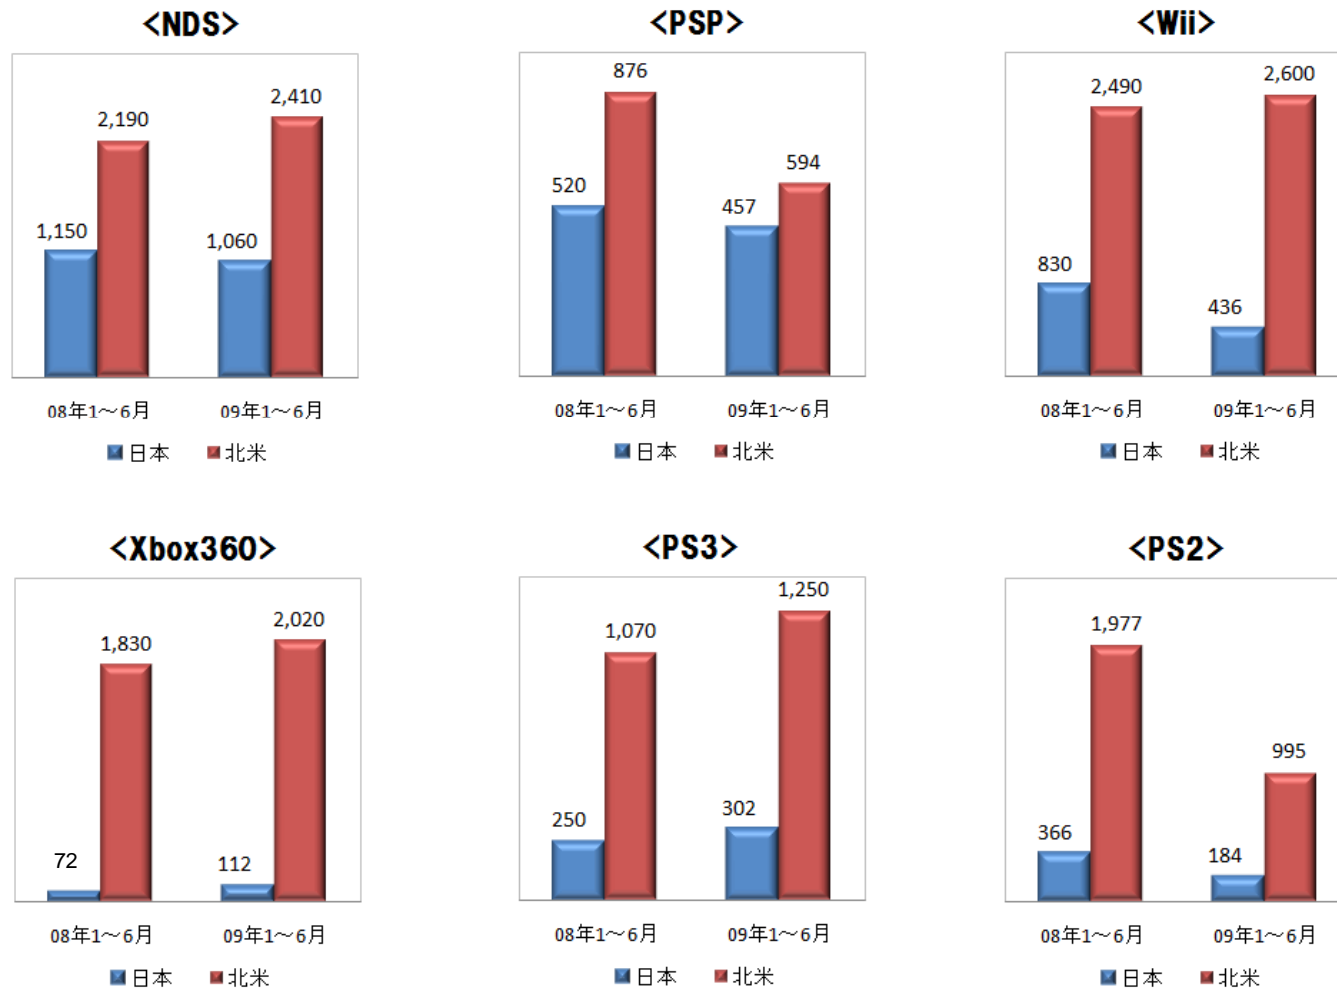 <NDS>
2,190
2,410
1,150
1,060
08年1～6月 09年1～6月
日本 北米
<PSP>
876
520
594
457
08年1～6月 09年1～6月
日本 北米
<Wii>
2,490
2,600
830
436
08年1～6月 09年1～6月
日本 北米
<Xbox360>
1,830
2,020
72
112
08年1～6月 09年1～6月
日本 北米
<PS3>
1,070
1,250
250
302
08年1～6月 09年1～6月
日本 北米
<PS2>
1,977
995
366
184
08年1～6月 09年1～6月
日本 北米